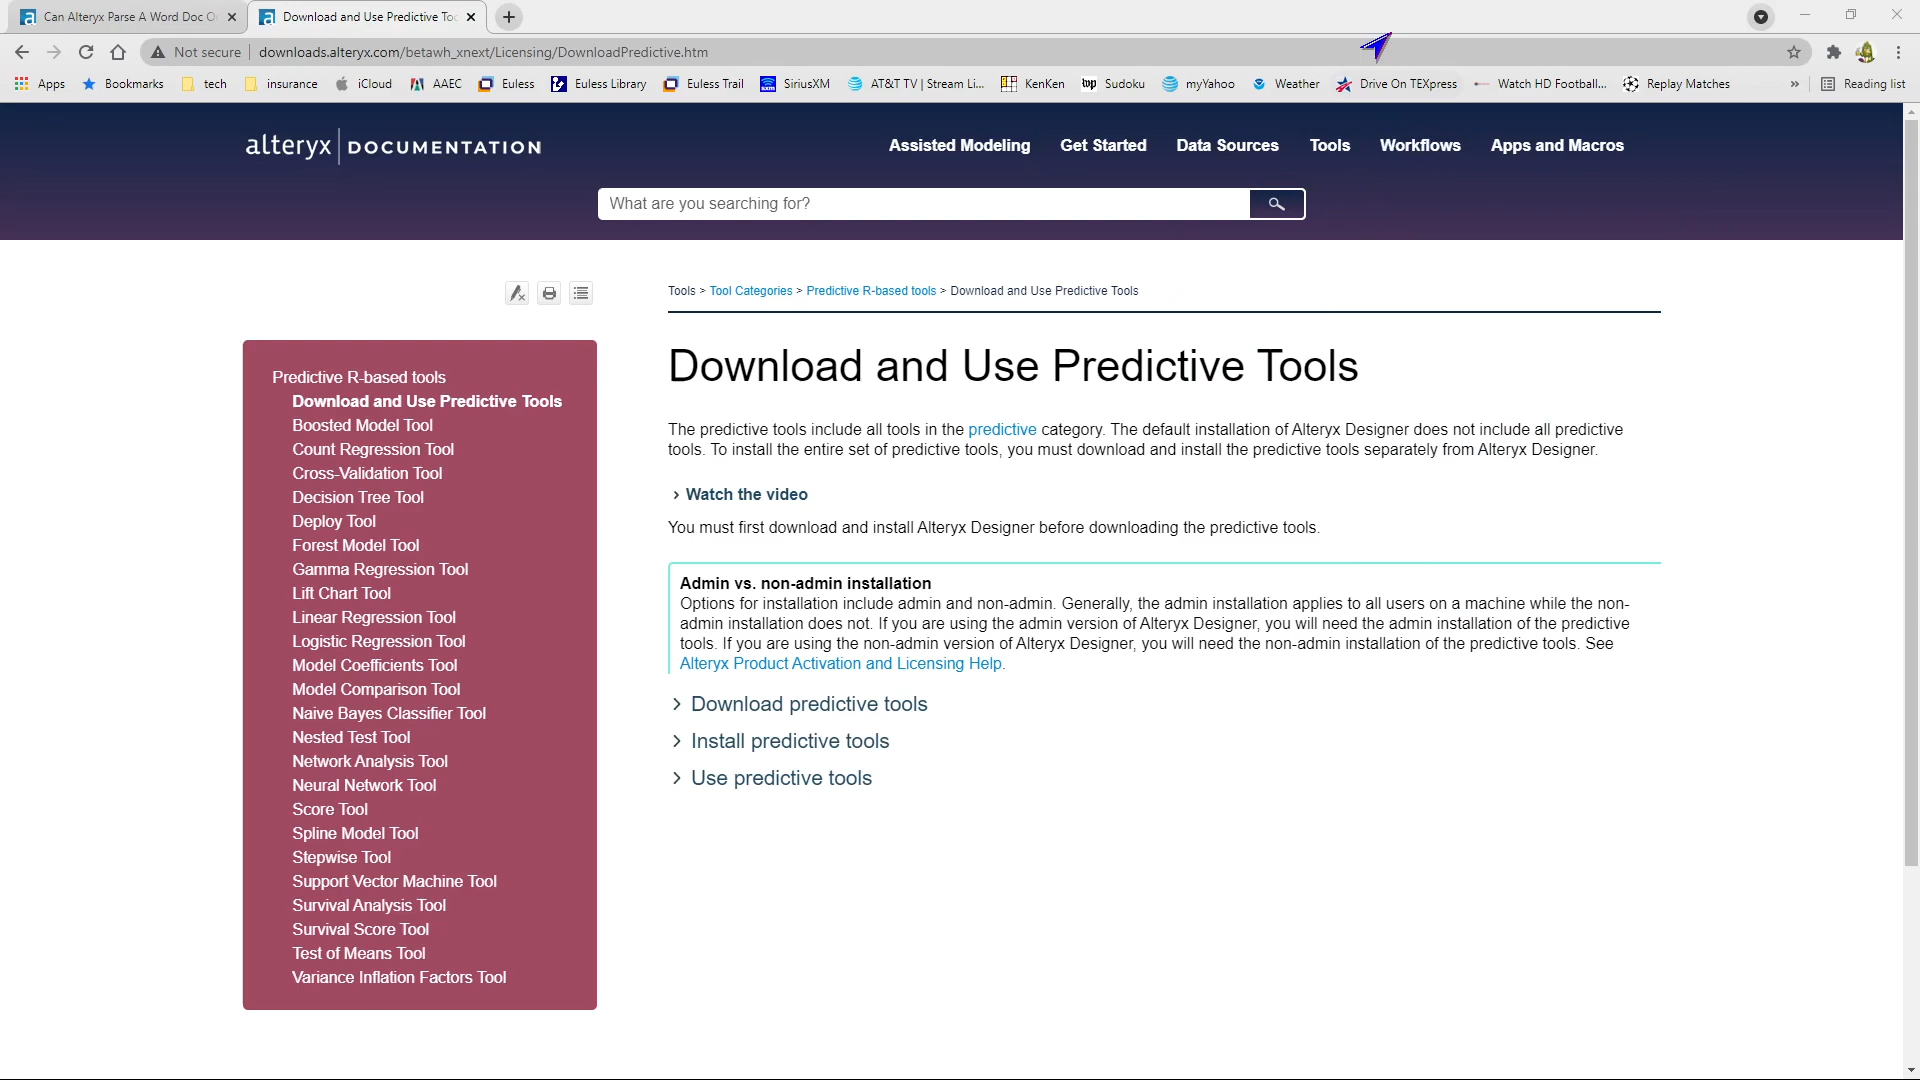 Can Alteryx Parse A Word Doc O
Download and Use Predictive Too
Not secure
downloads.alteryx.com/betawh_xnext/Licensing/DownloadPredictive.htm
Apps
Bookmarks
tech
insurance
iCloud
AAEC
Euless
Euless Library
Euless Trail
SiriusXM
AT&T TV | Stream Li...
KenKen
wp
Sudoku
myYahoo
Weather
Drive On TEXpress
Watch HD Football...
Replay Matches
»
Reading list
alteryx DOCUMENTATION
Assisted Modeling
Get Started
Data Sources
Tools
Workflows
Apps and Macros
What are you searching for?
Tools > Tool Categories > Predictive R-based tools > Download and Use Predictive Tools
Predictive R-based tools
Download and Use Predictive Tools
Boosted Model Tool
Count Regression Tool
Cross-Validation Tool
Decision Tree Tool
Deploy Tool
Forest Model Tool
Gamma Regression Tool
Lift Chart Tool
Linear Regression Tool
Logistic Regression Tool
Model Coefficients Tool
Model Comparison Tool
Naive Bayes Classifier Tool
Nested Test Tool
Network Analysis Tool
Neural Network Tool
Score Tool
Spline Model Tool
Stepwise Tool
Support Vector Machine Tool
Survival Analysis Tool
Survival Score Tool
Test of Means Tool
Variance Inflation Factors Tool
Download and Use Predictive Tools
The predictive tools include all tools in the predictive category. The default installation of Alteryx Designer does not include all predictive
tools. To install the entire set of predictive tools, you must download and install the predictive tools separately from Alteryx Designer.
Watch the video
You must first download and install Alteryx Designer before downloading the predictive tools.
Admin vs. non-admin installation
Options for installation include admin and non-admin. Generally, the admin installation applies to all users on a machine while the non-
admin installation does not. If you are using the admin version of Alteryx Designer, you will need the admin installation of the predictive
tools. If you are using the non-admin version of Alteryx Designer, you will need the non-admin installation of the predictive tools. See
Alteryx Product Activation and Licensing Help.
Download predictive tools
Install predictive tools
Use predictive tools